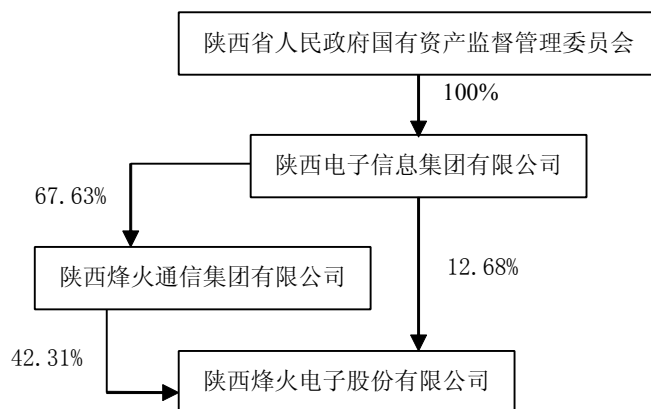 陕西省人民政府国有资产监督管理委员会
100%
陕西电子信息集团有限公司
67.63%
12.68%
陕西烽火通信集团有限公司
42.31%
陕西烽火电子股份有限公司